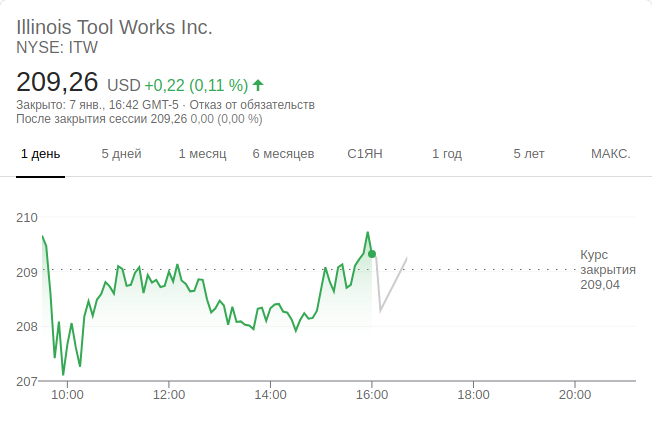 Illinois Tool Works Inc.
NYSE: ITW
209,26 USD +0,22 (0,11 %)
Закрыто: 7 янв., 16:42 GMT-5 · Отказ от обязательств
После закрытия сессии 209,26 0,00 (0,00 %)
1 день 5 дней 1 месяц 6 месяцев С1ЯН 1 год 5 лет МАКС.
210
Курс
закрытия
209,04
209
208
207
10:00 12:00 14:00 16:00 18:00 20:00